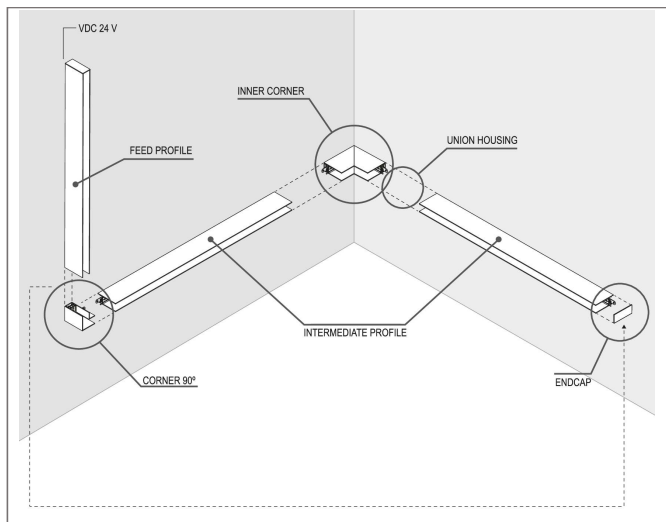 VDC 24 V
INNER CORNER
UNION HOUSING
FEED PROFILE
INTERMEDIATE PROFILE
CORNER 90º
ENDCAP